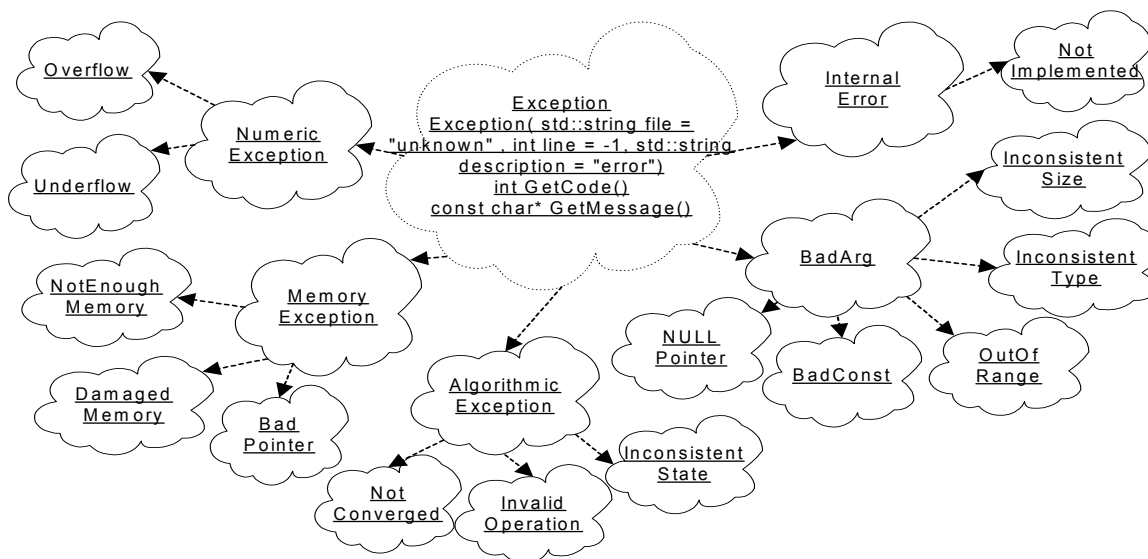 Overflow
Numeric
Exception
Underflow
Exception
Exception( std::string file =
"unknown" , int line = -1, std::string
description = "error")
int GetCode()
const char* GetMessage()
Internal
Error
Not
Implemented
Inconsistent
Size
BadArg
Inconsistent
Type
NULL
Pointer
BadConst
OutOf
Range
NotEnough
Memory
Memory
Exception
Damaged
Memory
Bad
Pointer
Algorithmic
Exception
Not
Converged
Invalid
Operation
Inconsistent
State